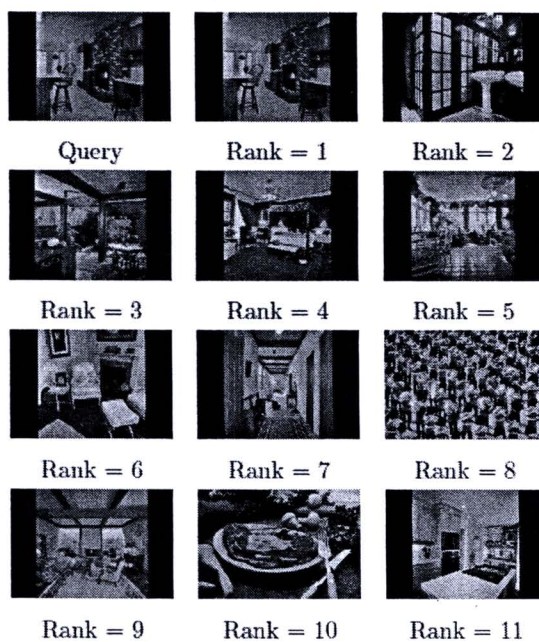 Query Rank = 1 Rank = 2
Rank = 3 Rank = 4 Rank = 5
Rank = 6 Rank = 7 Rank = 8
Rank = 9 Rank = 10 Rank = 11